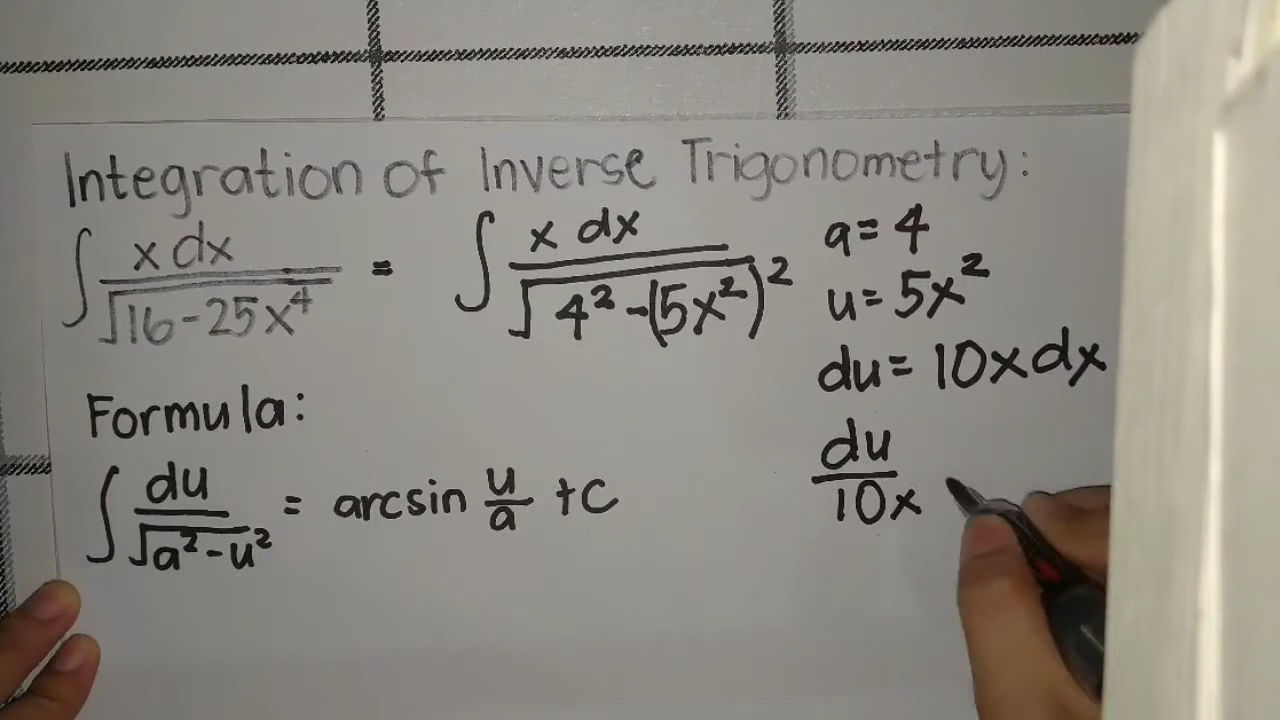 Integration of Inverse Trigonometry:
∫ x dx / √16-25x⁴ = ∫ x dx / √4²-(5x²)²
a = 4
u = 5x²
du = 10x dx
du / 10x
Formula:
∫ du / √a²-u² = arcsin u/a + C